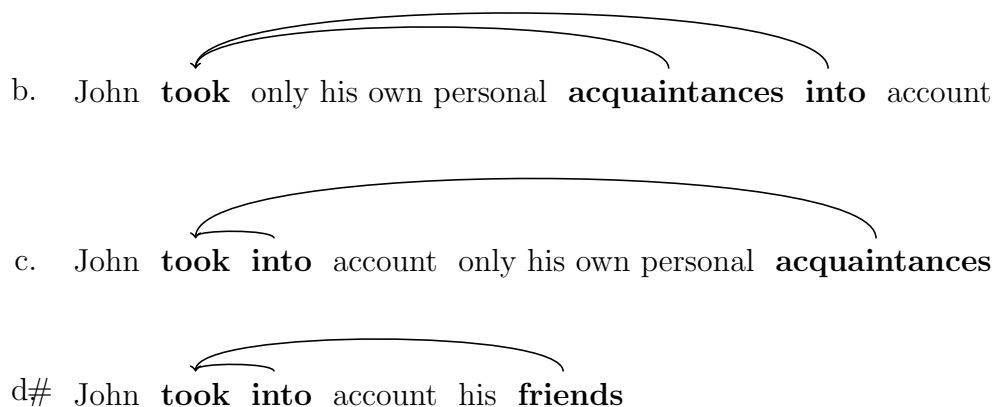 b. John took only his own personal acquaintances into account
c. John took into account only his own personal acquaintances
d# John took into account his friends